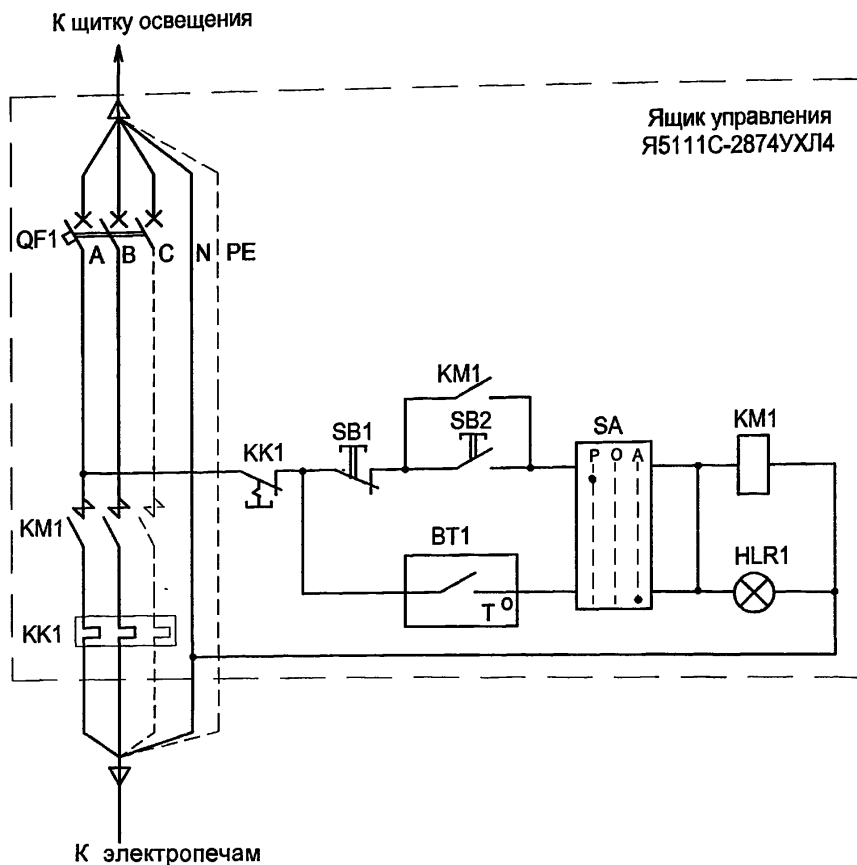 К щитку освещения
Ящик управления
Я5111С-2874УХЛ4
QF1 A B C N PE
KM1
SB1 SB2 SA KM1
KK1
P O A
KM1
BT1 HLR1
T°
KK1
К электропечам